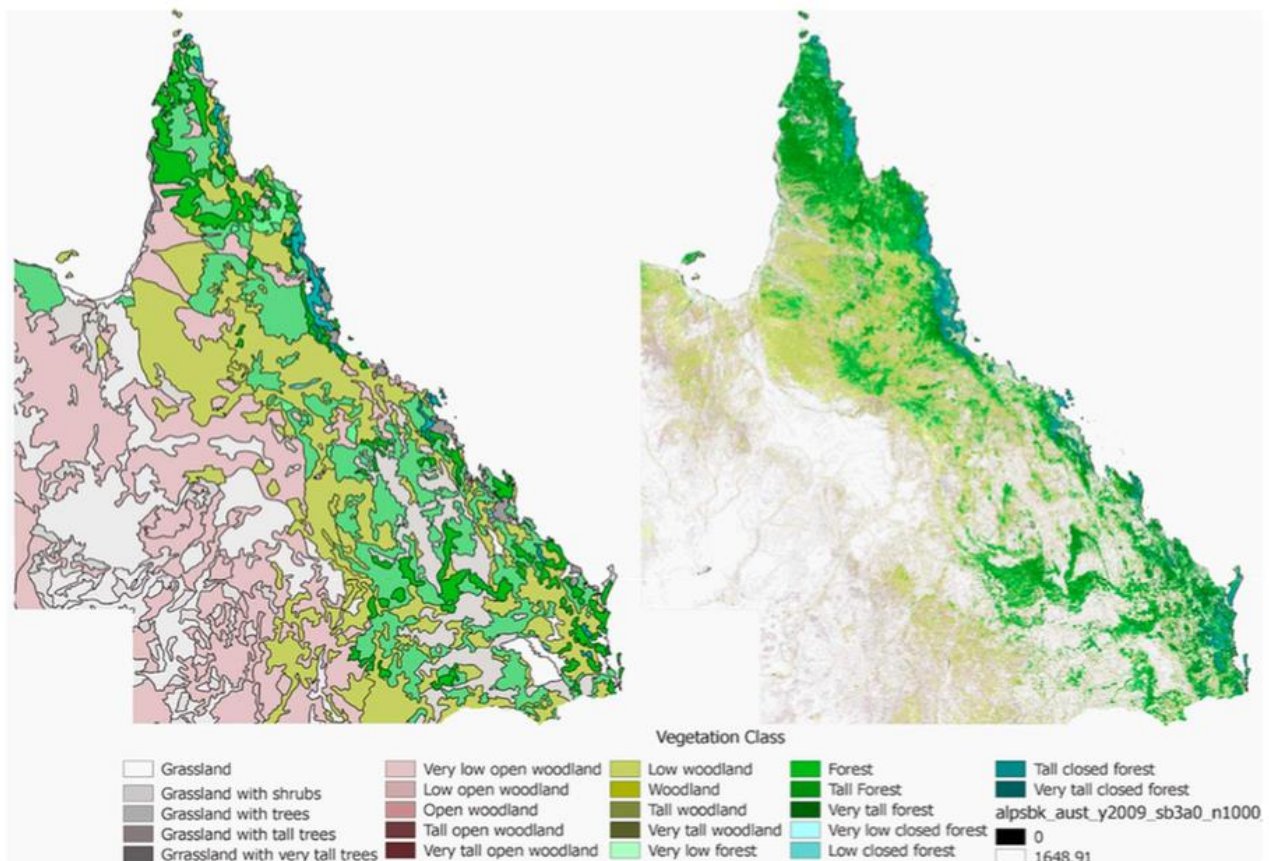 Vegetation Class
Grassland
Grassland with shrubs
Grassland with trees
Grassland with tall trees
Grrassland with very tall trees
Very low open woodland
Low open woodland
Open woodland
Tall open woodland
Very tall open woodland
Low woodland
Woodland
Tall woodland
Very tall woodland
Very low forest
Forest
Tall Forest
Very tall forest
Very low closed forest
Low closed forest
Tall closed forest
Very tall closed forest
alpsbk_aust_y2009_sb3a0_n1000_
0
1648.91